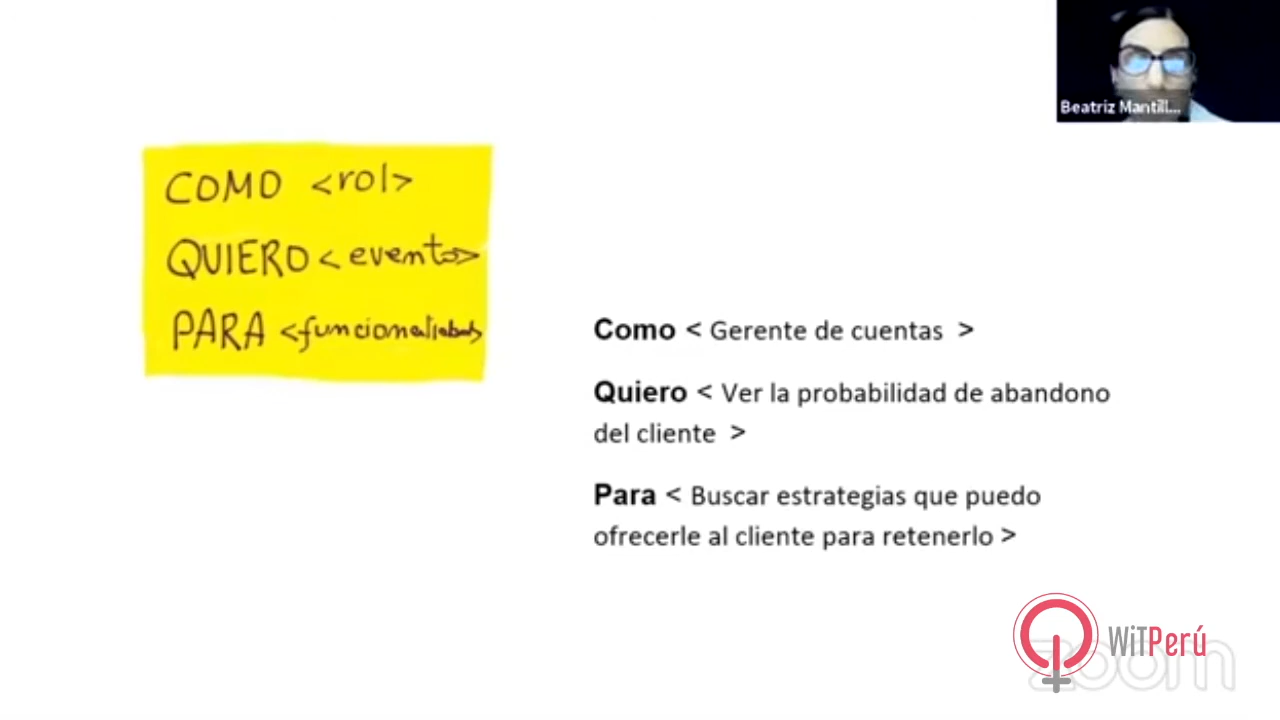 Beatriz Mantill...
COMO <rol>
QUIERO <evento>
PARA <funcionalidad>
Como < Gerente de cuentas >
Quiero < Ver la probabilidad de abandono
del cliente >
Para < Buscar estrategias que puedo
ofrecerle al cliente para retenerlo >
WiTPerú
zoom